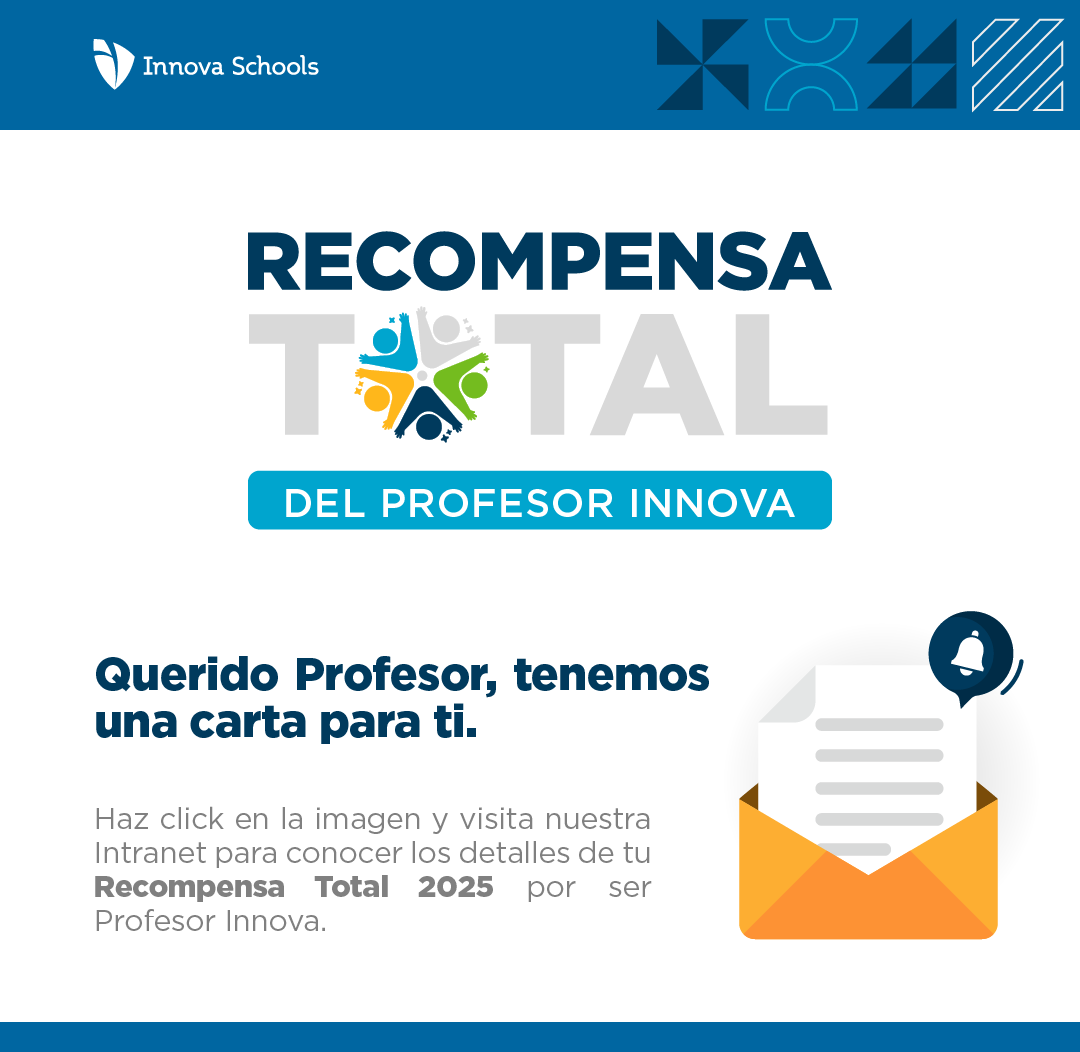 Innova Schools
RECOMPENSA
TOTAL
DEL PROFESOR INNOVA
Querido Profesor, tenemos
una carta para ti.
Haz click en la imagen y visita nuestra
Intranet para conocer los detalles de tu
Recompensa Total 2025 por ser
Profesor Innova.